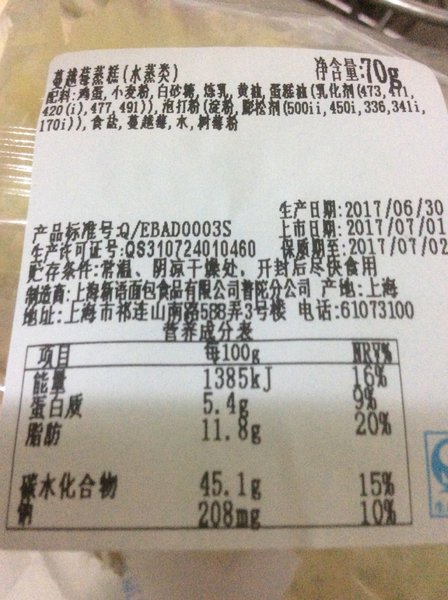 蔓越莓蒸糕(水蒸类) 净含量:70g
配料:鸡蛋,小麦粉,白砂糖,炼乳,黄油,蛋糕油(乳化剂(473,471,
420(i),477,491)),泡打粉(淀粉,膨松剂(500ii,450i,336,341i,
170i)),食盐,蔓越莓,水,树莓粉
生产日期:2017/06/30
产品标准号:Q/EBAD0003S 上市日期:2017/07/01
生产许可证号:QS310724010460 保质期至:2017/07/02
贮存条件:常温、阴凉干燥处,开封后尽快食用
制造商:上海新语面包食品有限公司普陀分公司 产地:上海
地址:上海市祁连山南路588弄3号楼 电话:61073100
营养成分表
项目 每100g NRV%
能量 1385kJ 16%
蛋白质 5.4g 9%
脂肪 11.8g 20%
碳水化合物 45.1g 15%
钠 208mg 10%